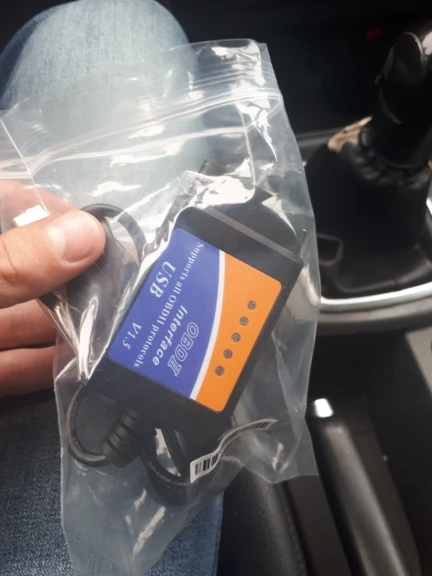 OBDII
Interface
USB V1.5
Supports all OBDII protocols